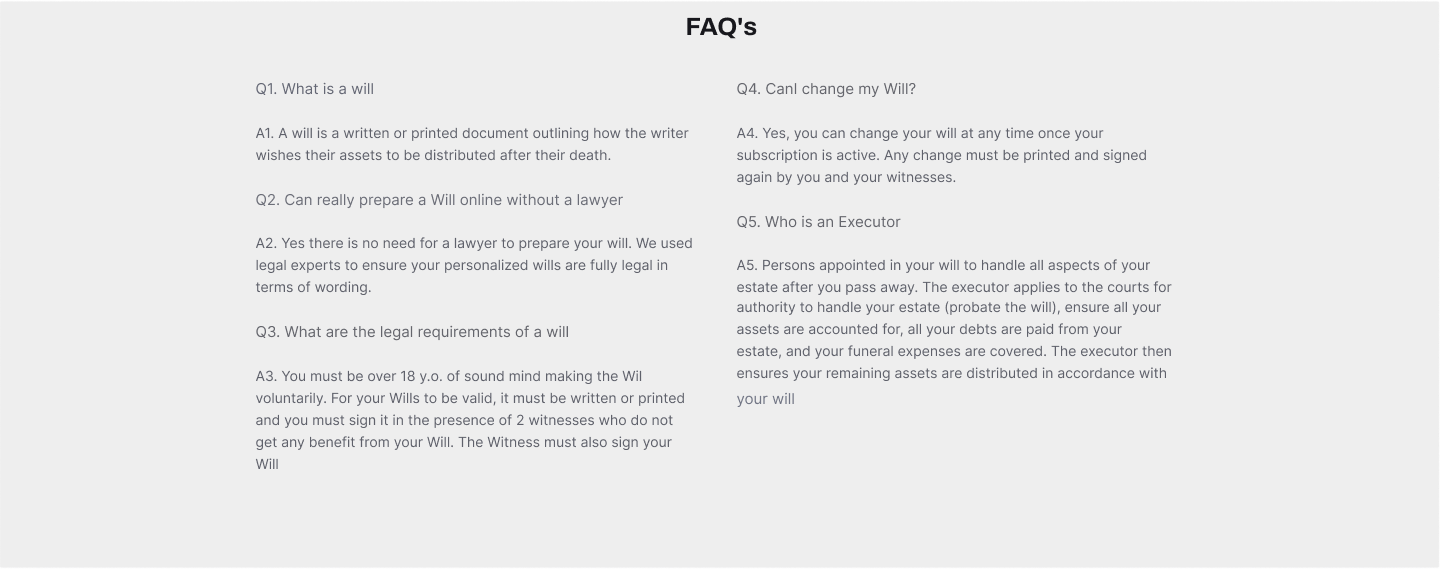 FAQ's
Q1. What is a will
A1. A will is a written or printed document outlining how the writer
wishes their assets to be distributed after their death.
Q2. Can really prepare a Will online without a lawyer
A2. Yes there is no need for a lawyer to prepare your will. We used
legal experts to ensure your personalized wills are fully legal in
terms of wording.
Q3. What are the legal requirements of a will
A3. You must be over 18 y.o. of sound mind making the Wil
voluntarily. For your Wills to be valid, it must be written or printed
and you must sign it in the presence of 2 witnesses who do not
get any benefit from your Will. The Witness must also sign your
Will
Q4. CanI change my Will?
A4. Yes, you can change your will at any time once your
subscription is active. Any change must be printed and signed
again by you and your witnesses.
Q5. Who is an Executor
A5. Persons appointed in your will to handle all aspects of your
estate after you pass away. The executor applies to the courts for
authority to handle your estate (probate the will), ensure all your
assets are accounted for, all your debts are paid from your
estate, and your funeral expenses are covered. The executor then
ensures your remaining assets are distributed in accordance with
your will